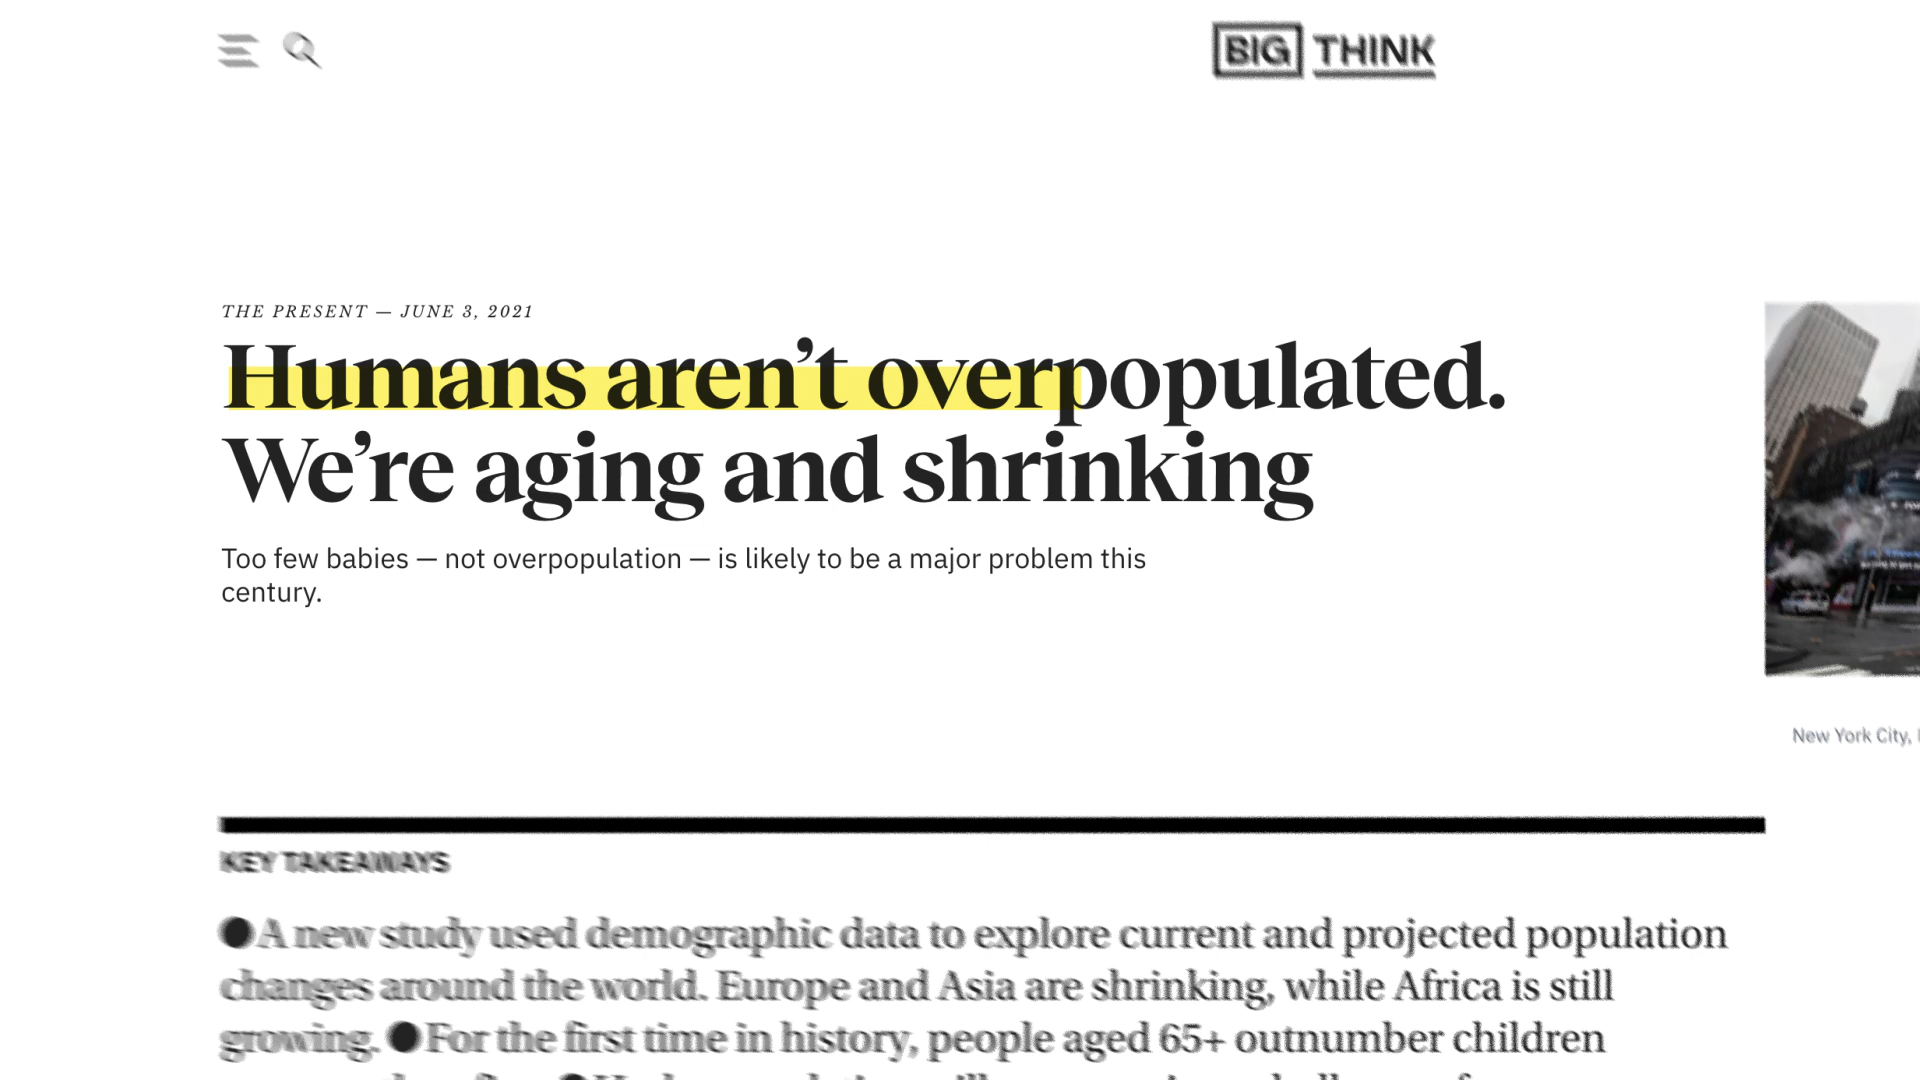 BIG THINK
THE PRESENT — JUNE 3, 2021
Humans aren’t overpopulated.
We’re aging and shrinking
Too few babies — not overpopulation — is likely to be a major problem this
century.
New York City,
KEY TAKEAWAYS
●A new study used demographic data to explore current and projected population
changes around the world. Europe and Asia are shrinking, while Africa is still
growing. ●For the first time in history, people aged 65+ outnumber children